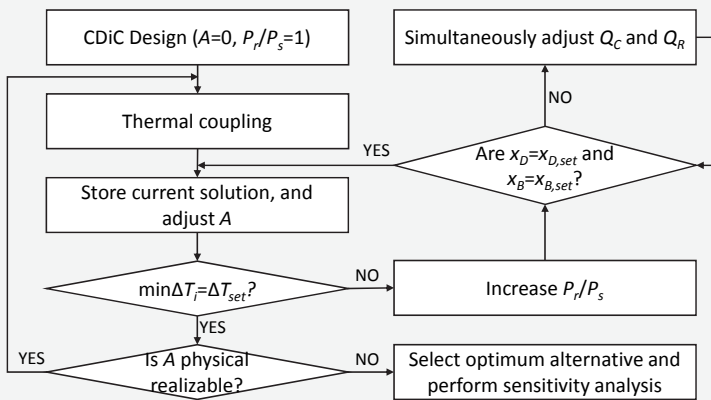 CDiC Design (A=0, Pr/Ps=1)
Simultaneously adjust QC and QR
NO
Thermal coupling
YES
Are xD=xD,set and
xB=xB,set?
Store current solution, and
adjust A
minΔTi=ΔTset?
NO
Increase Pr/Ps
YES
YES
Is A physical
realizable?
NO
Select optimum alternative and
perform sensitivity analysis